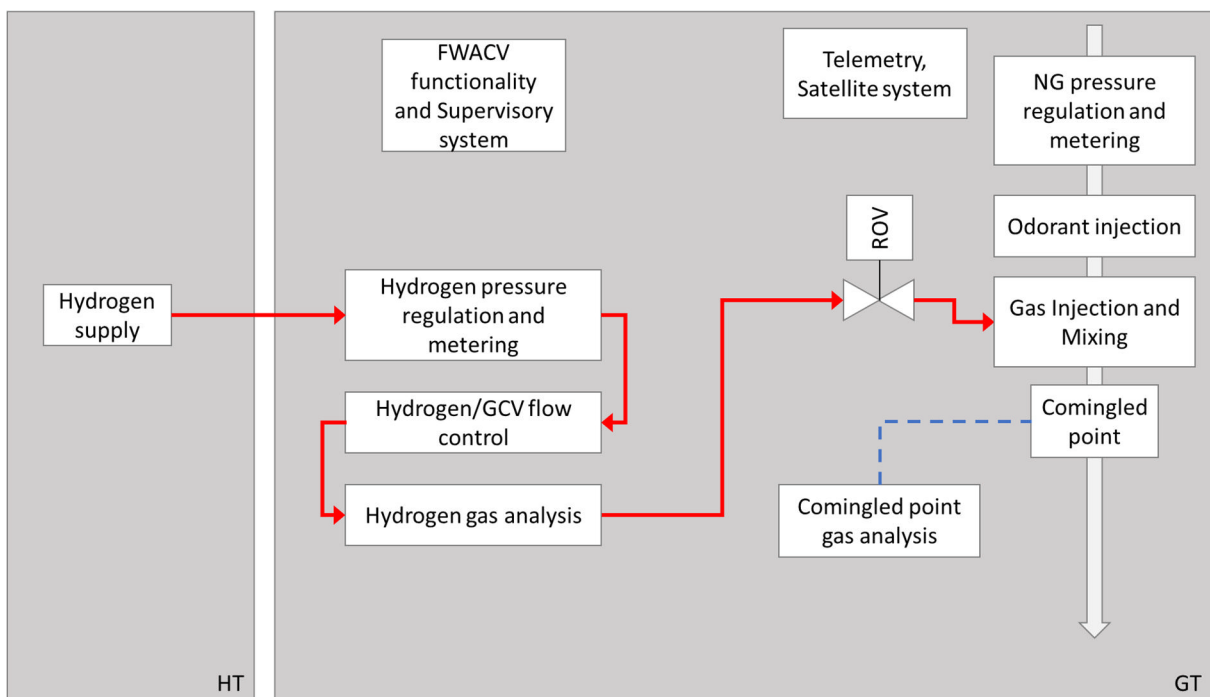 FWACV
functionality
and Supervisory
system
Telemetry,
Satellite system
NG pressure
regulation and
metering
ROV
Odorant injection
Hydrogen
supply
Hydrogen pressure
regulation and
metering
Gas Injection and
Mixing
Hydrogen/GCV flow
control
Comingled
point
Hydrogen gas analysis
Comingled point
gas analysis
HT
GT